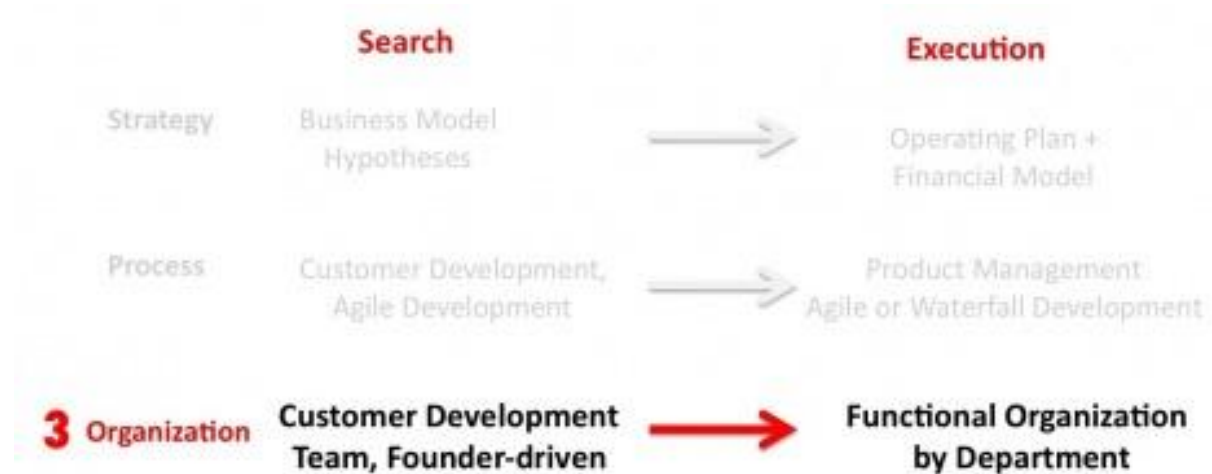 Search
Execution
Strategy
Business Model
Hypotheses
Operating Plan +
Financial Model
Process
Customer Development,
Agile Development
Product Management
Agile or Waterfall Development
3 Organization
Customer Development
Team, Founder-driven
Functional Organization
by Department